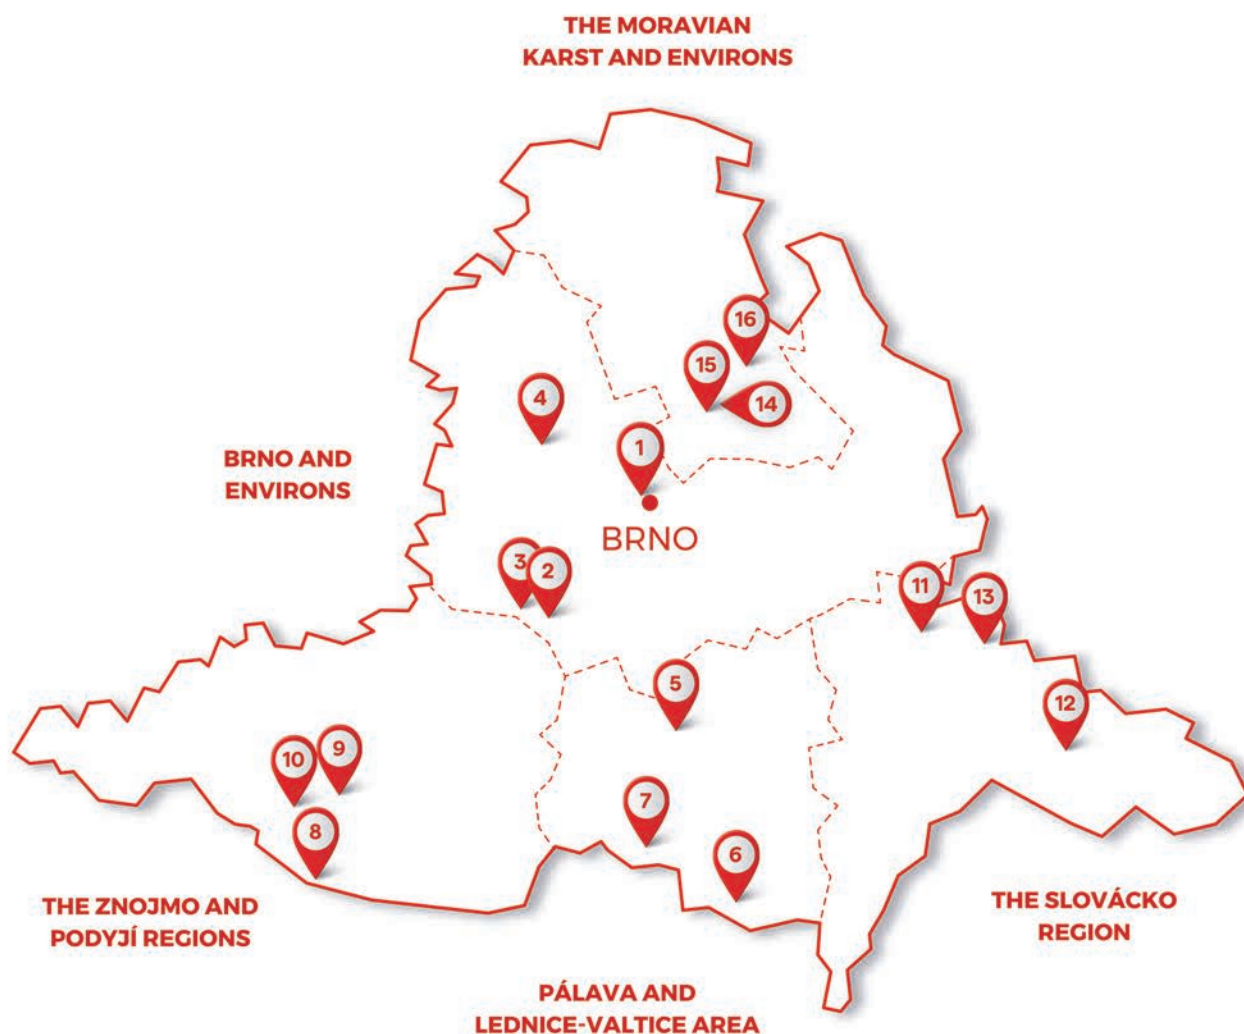 THE MORAVIAN
KARST AND ENVIRONS
16
15
14
4
1
BRNO AND
ENVIRONS
BRNO
3
2
11
13
5
12
9
10
7
8
6
THE ZNOJMO AND
PODYJÍ REGIONS
THE SLOVÁCKO
REGION
PÁLAVA AND
LEDNICE-VALTICE AREA